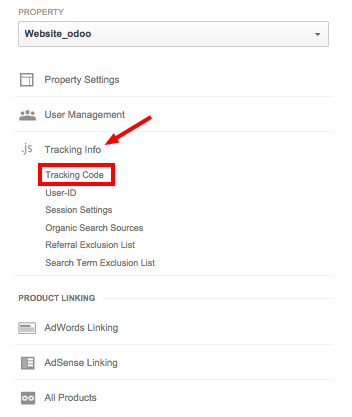 PROPERTY
Website_odoo
Property Settings
User Management
.js Tracking Info
Tracking Code
User-ID
Session Settings
Organic Search Sources
Referral Exclusion List
Search Term Exclusion List
PRODUCT LINKING
AdWords Linking
AdSense Linking
All Products